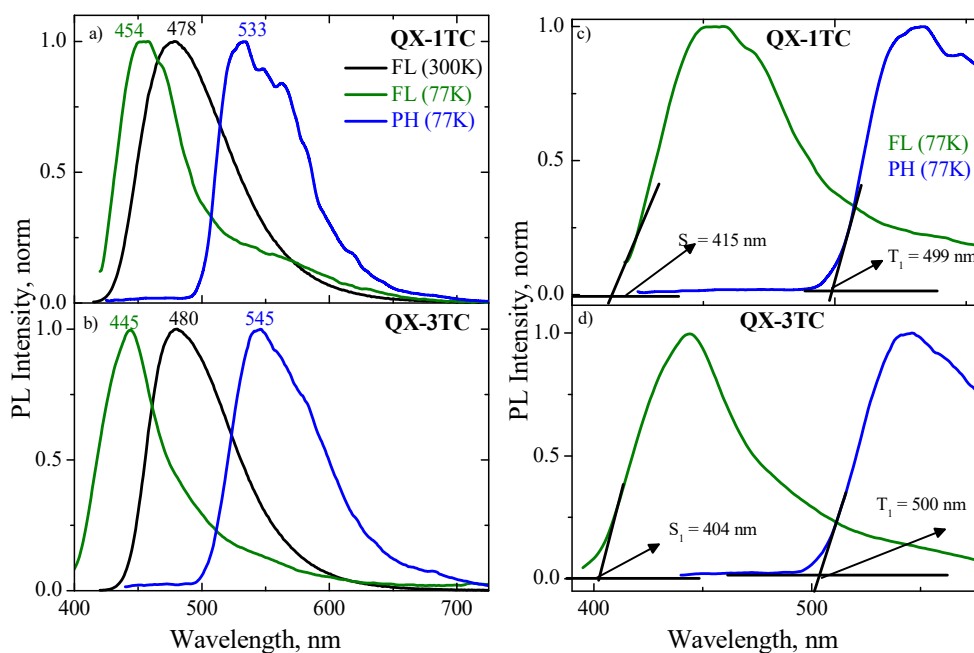 a)
454
478
533
QX-1TC
FL (300K)
FL (77K)
PH (77K)
1.0
0.5
0.0
b)
445
480
545
QX-3TC
1.0
0.5
0.0
400
500
600
700
Wavelength, nm
PL Intensity, norm
c)
QX-1TC
FL (77K)
PH (77K)
S = 415 nm
T1 = 499 nm
1.0
0.5
0.0
d)
QX-3TC
S1 = 404 nm
T1 = 500 nm
1.0
0.5
0.0
400
500
Wavelength, nm
PL Intensity, norm